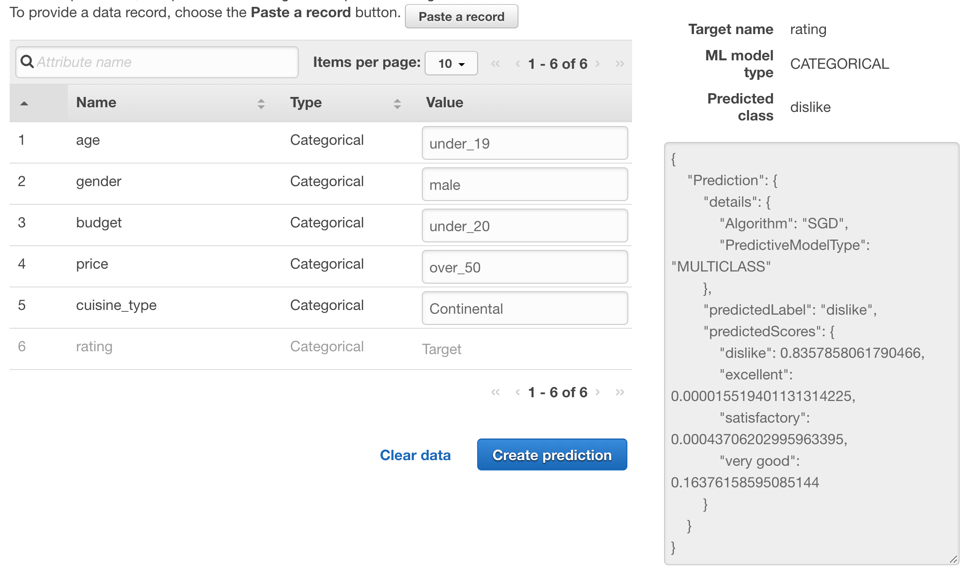 To provide a data record, choose the Paste a record button. Paste a record
Attribute name
Items per page: 10 « ‹ 1 - 6 of 6 › »
Name Type Value
1 age Categorical under_19
2 gender Categorical male
3 budget Categorical under_20
4 price Categorical over_50
5 cuisine_type Categorical Continental
6 rating Categorical Target
« ‹ 1 - 6 of 6 › »
Clear data Create prediction
Target name rating
ML model type CATEGORICAL
Predicted class dislike
{
"Prediction": {
"details": {
"Algorithm": "SGD",
"PredictiveModelType":
"MULTICLASS"
},
"predictedLabel": "dislike",
"predictedScores": {
"dislike": 0.8357858061790466,
"excellent":
0.000015519401131314225,
"satisfactory":
0.00043706202995963395,
"very good":
0.16376158595085144
}
}
}